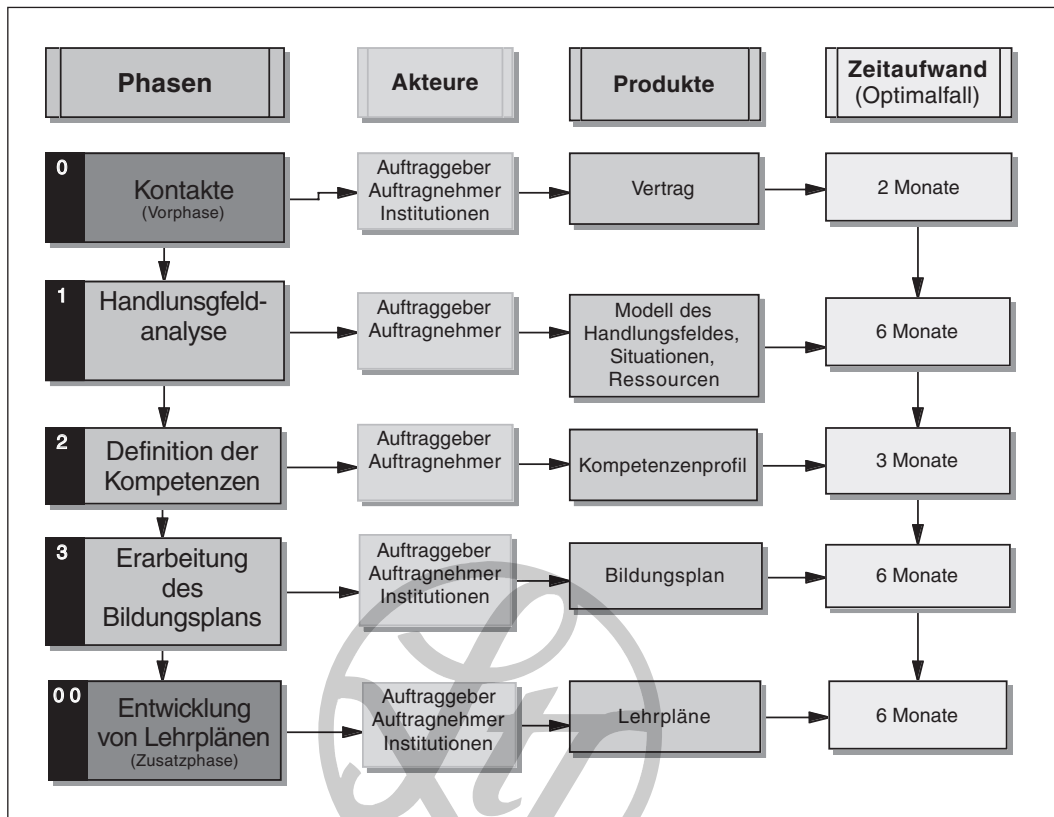 Phasen
Akteure
Produkte
Zeitaufwand
(Optimalfall)
0
Kontakte
(Vorphase)
Auftraggeber
Auftragnehmer
Institutionen
Vertrag
2 Monate
1
Handlunsgfeld-
analyse
Auftraggeber
Auftragnehmer
Modell des
Handlungsfeldes,
Situationen,
Ressourcen
6 Monate
2
Definition der
Kompetenzen
Auftraggeber
Auftragnehmer
Kompetenzenprofil
3 Monate
3
Erarbeitung
des
Bildungsplans
Auftraggeber
Auftragnehmer
Institutionen
Bildungsplan
6 Monate
00
Entwicklung
von Lehrplänen
(Zusatzphase)
Auftraggeber
Auftragnehmer
Institutionen
Lehrpläne
6 Monate